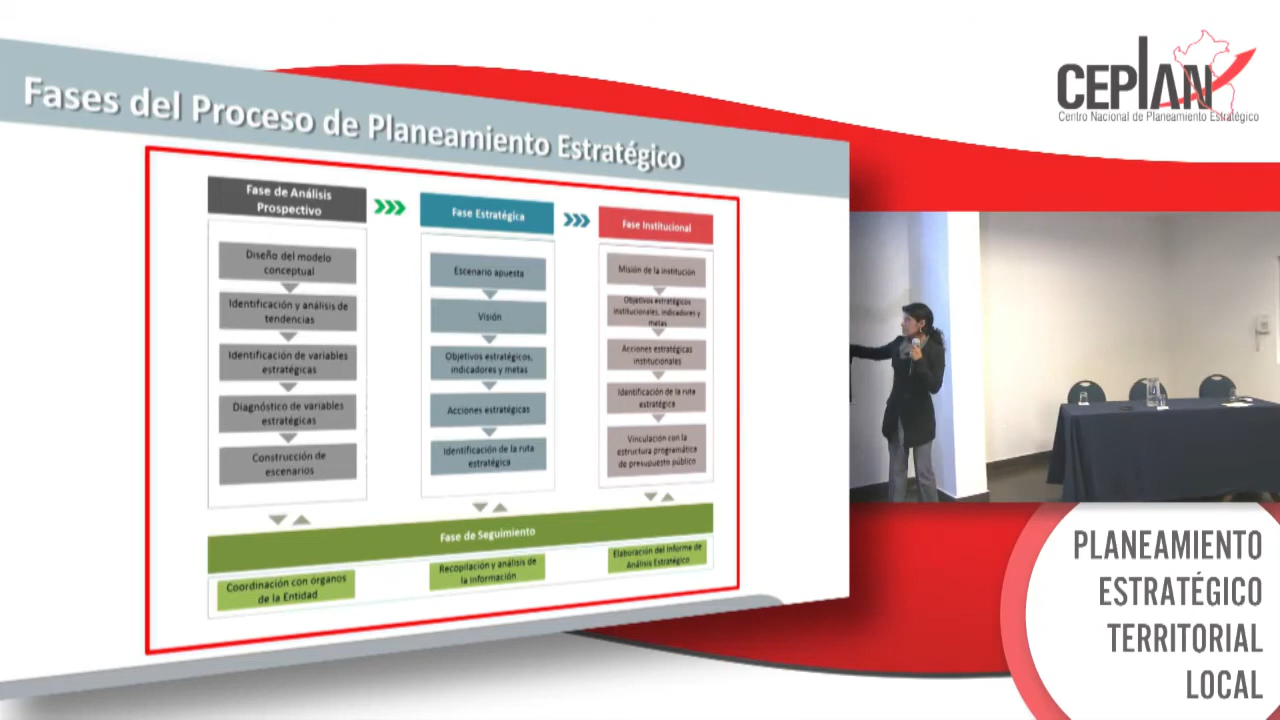 Fases del Proceso de Planeamiento Estratégico
Fase de Análisis
Prospectivo
Diseño del modelo
conceptual
Identificación y análisis de
tendencias
Identificación de variables
estratégicas
Diagnóstico de variables
estratégicas
Construcción de
escenarios
Fase Estratégica
Escenario apuesta
Visión
Objetivos estratégicos,
indicadores y metas
Acciones estratégicas
Identificación de la ruta
estratégica
Fase Institucional
Misión de la institución
Objetivos estratégicos
institucionales, indicadores y
metas
Acciones estratégicas
institucionales
Identificación de la ruta
estratégica
Vinculación con la
estructura programática
de presupuesto público
Fase de Seguimiento
Coordinación con órganos
de la Entidad
Recopilación y análisis de
la información
Elaboración del Informe de
Análisis Estratégico
CEPLAN
Centro Nacional de Planeamiento Estratégico
PLANEAMIENTO
ESTRATÉGICO
TERRITORIAL
LOCAL